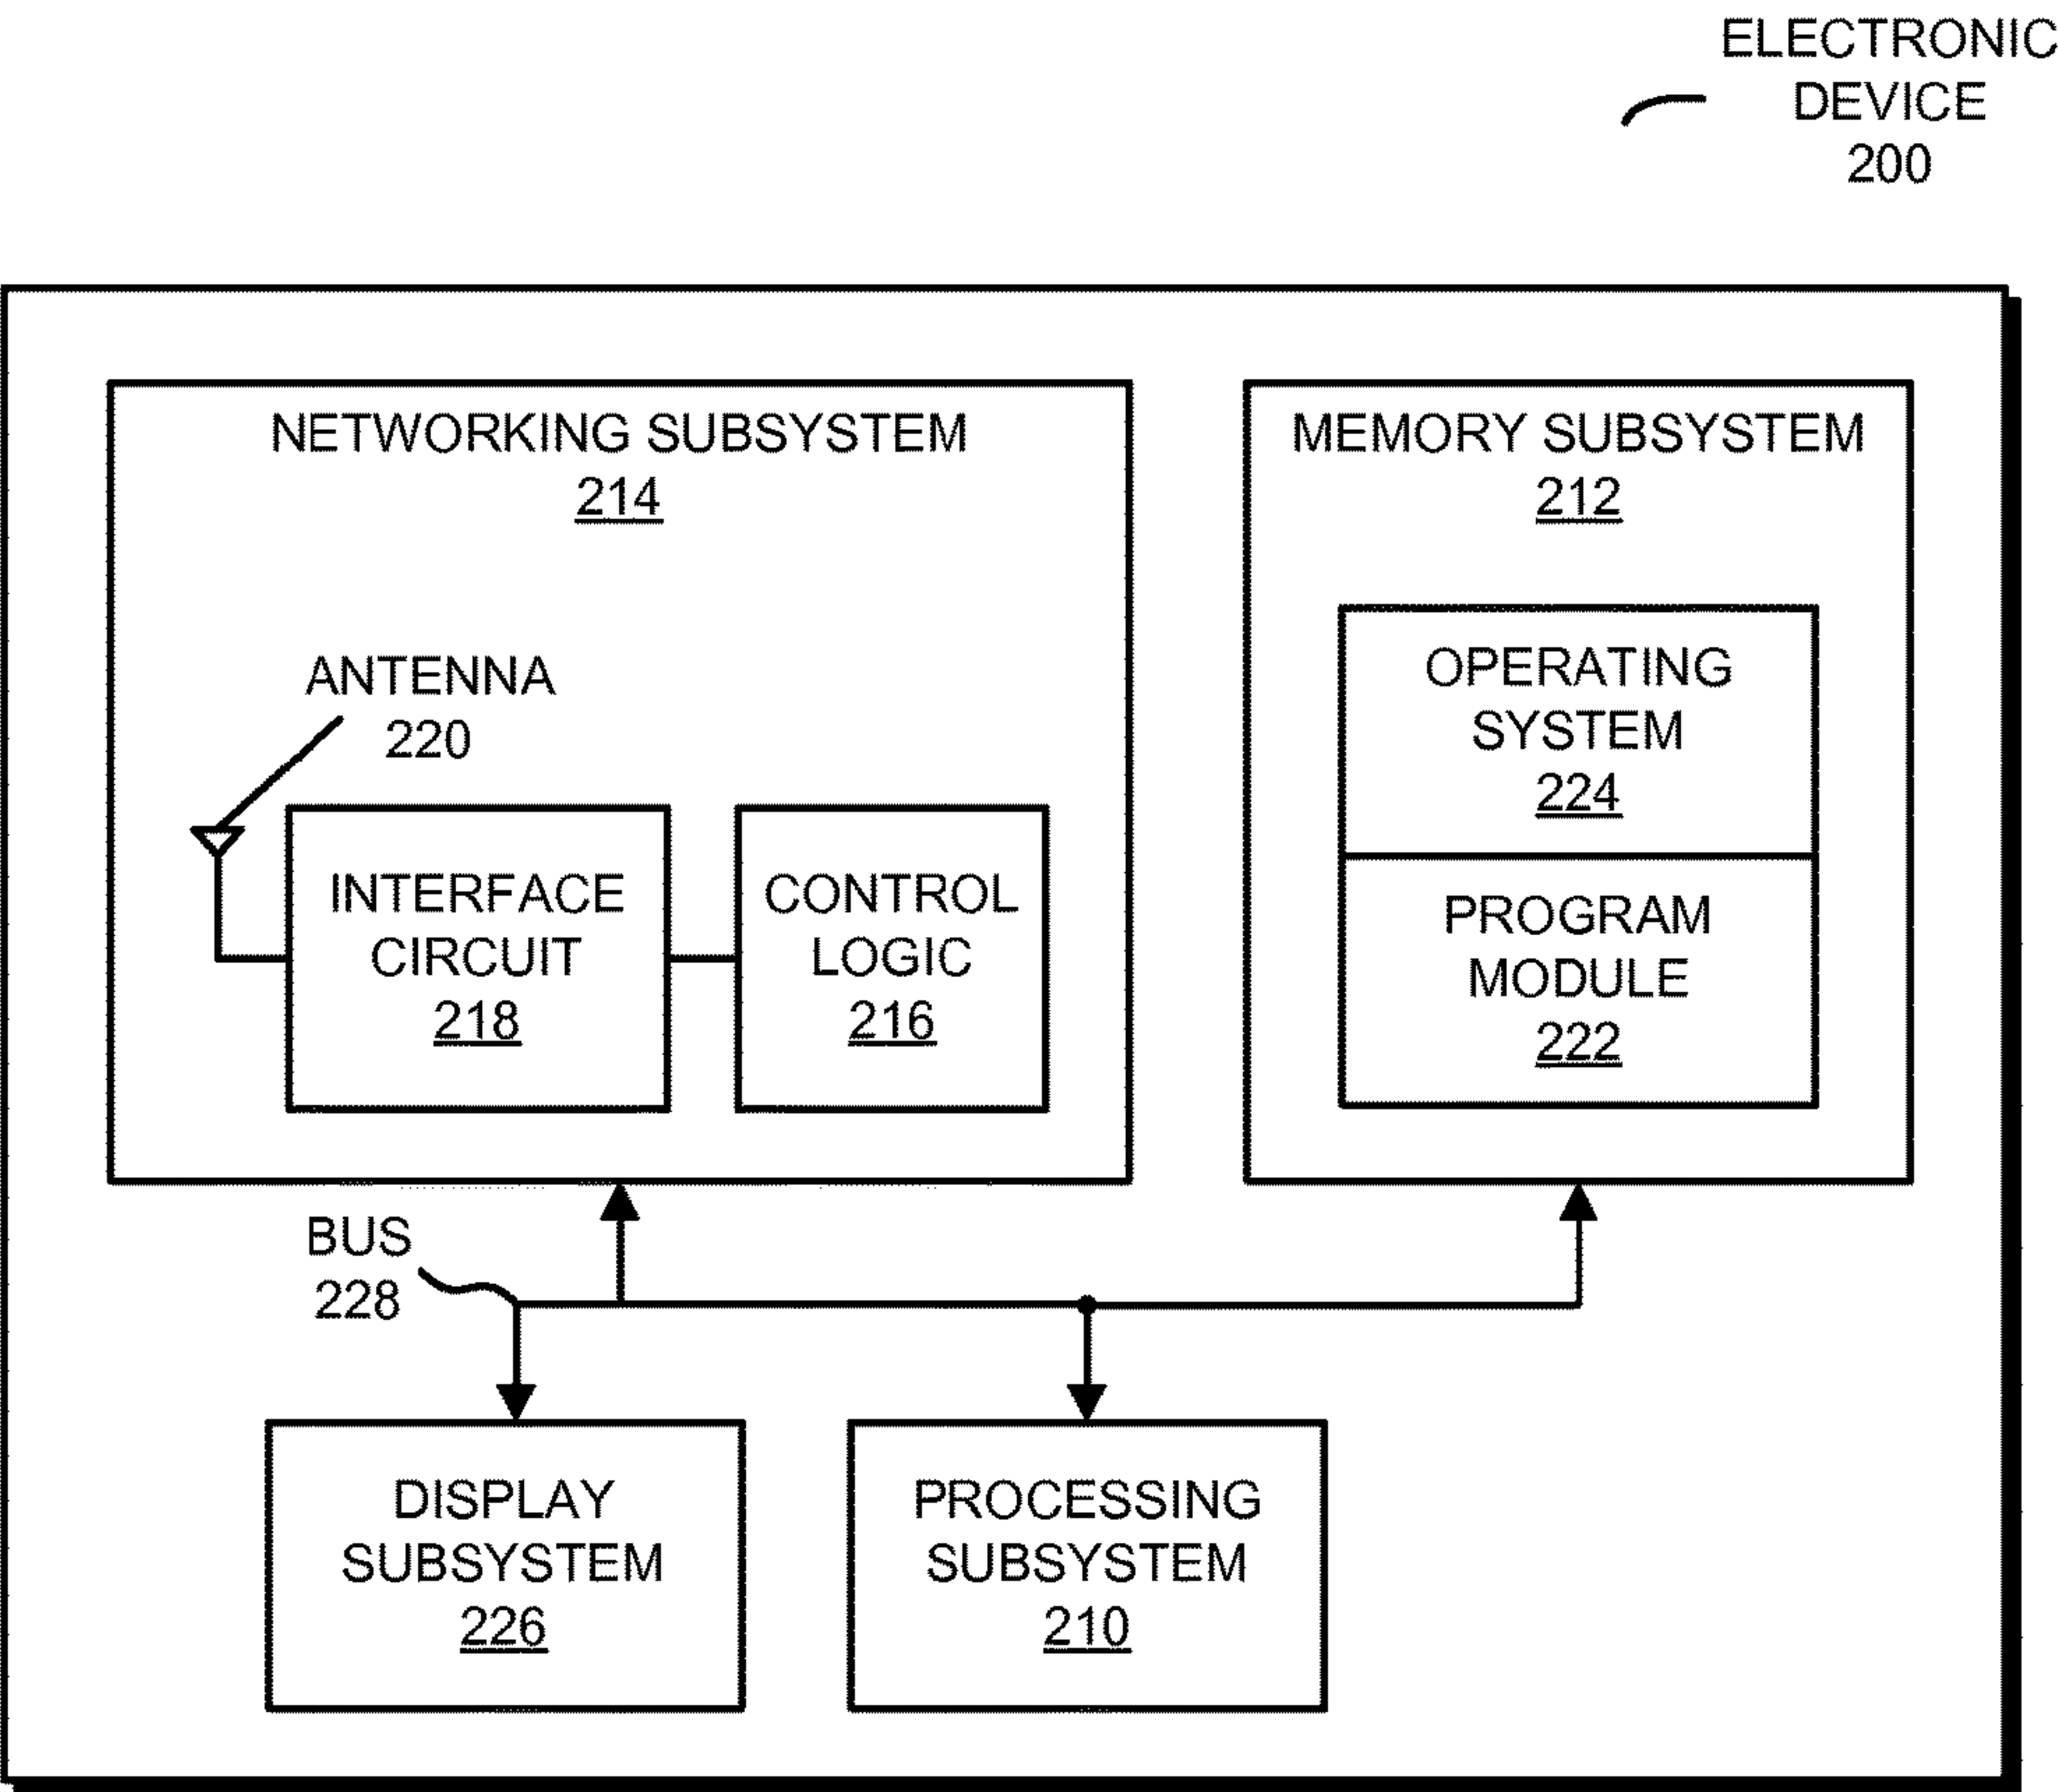 ELECTRONIC
DEVICE
200
NETWORKING SUBSYSTEM
214
ANTENNA
220
INTERFACE
CIRCUIT
218
CONTROL
LOGIC
216
MEMORY SUBSYSTEM
212
OPERATING
SYSTEM
224
PROGRAM
MODULE
222
BUS
228
DISPLAY
SUBSYSTEM
226
PROCESSING
SUBSYSTEM
210